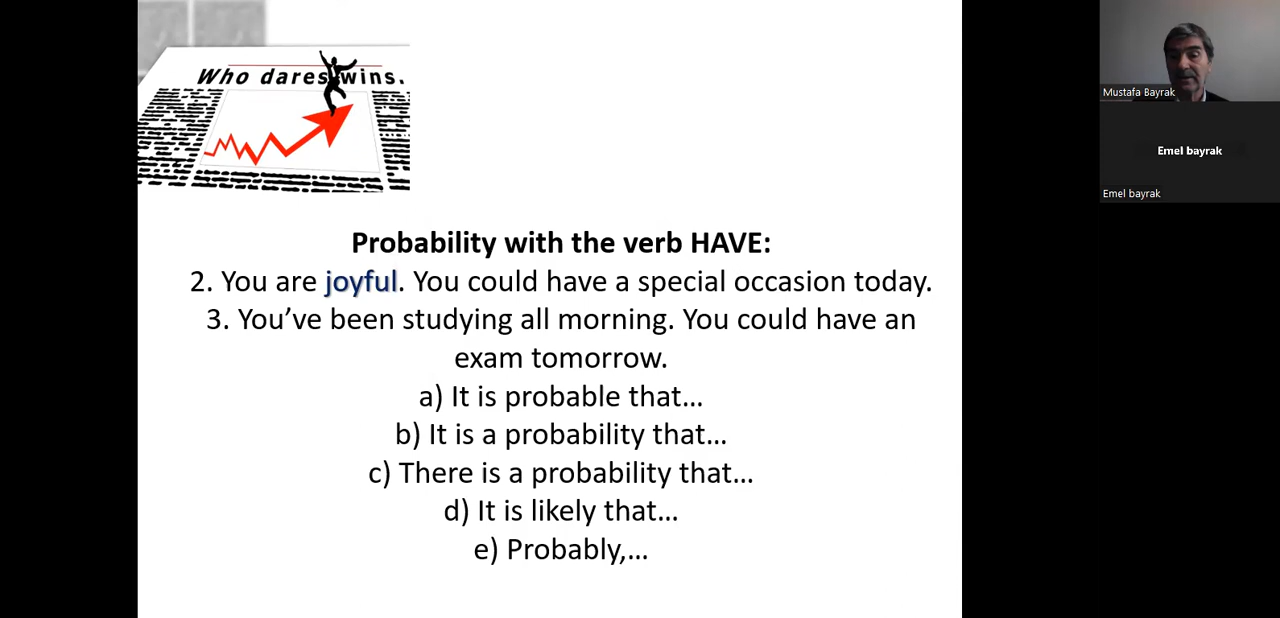 Who dares wins.
Probability with the verb HAVE:
2. You are joyful. You could have a special occasion today.
3. You’ve been studying all morning. You could have an
exam tomorrow.
a) It is probable that...
b) It is a probability that...
c) There is a probability that...
d) It is likely that...
e) Probably,...
Mustafa Bayrak
Emel bayrak
Emel bayrak